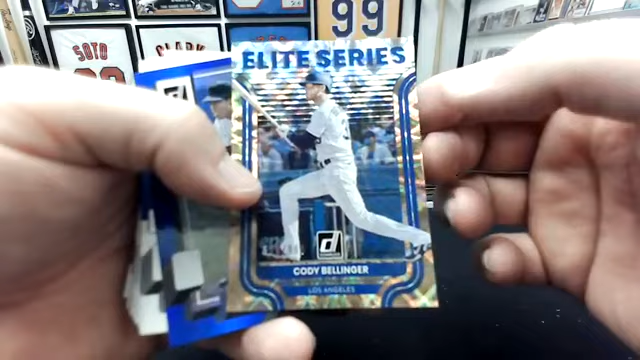 SOTO
CLARK
99
ELITE SERIES
CODY BELLINGER
LOS ANGELES